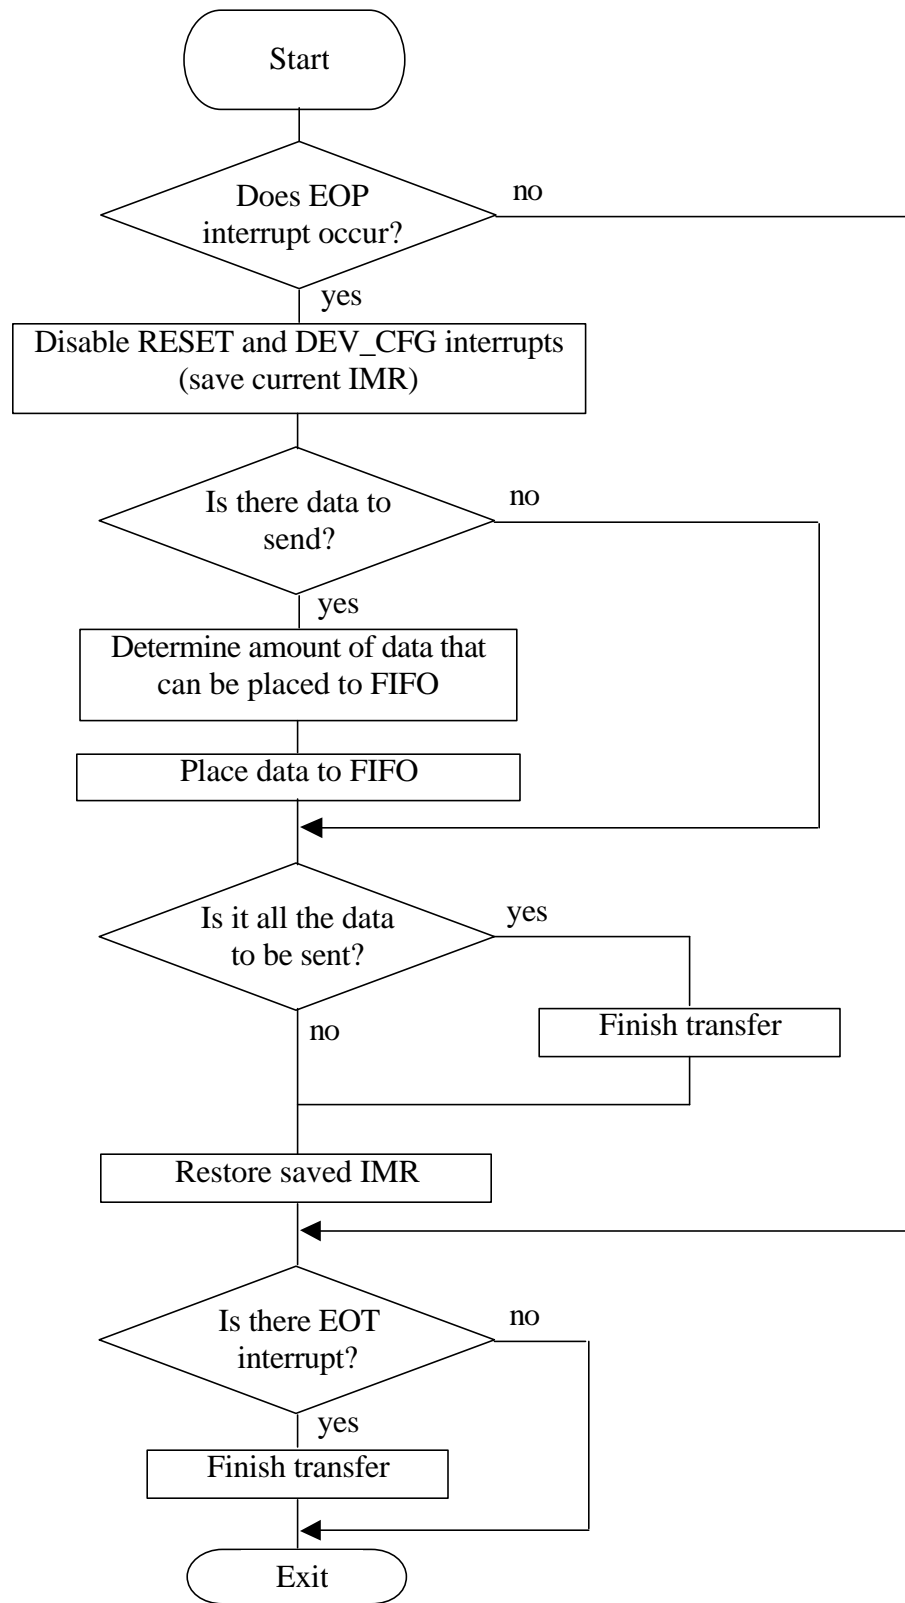 Start
Does EOP
interrupt occur?
no
yes
Disable RESET and DEV_CFG interrupts
(save current IMR)
Is there data to
send?
no
yes
Determine amount of data that
can be placed to FIFO
Place data to FIFO
Is it all the data
to be sent?
yes
no
Finish transfer
Restore saved IMR
Is there EOT
interrupt?
no
yes
Finish transfer
Exit